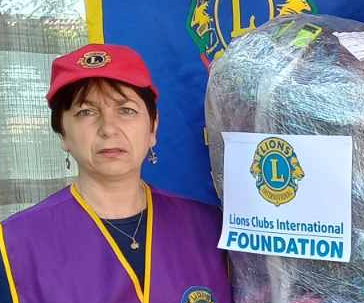 LIONS
L
INTERNATIONAL
Lions Clubs International
FOUNDATION